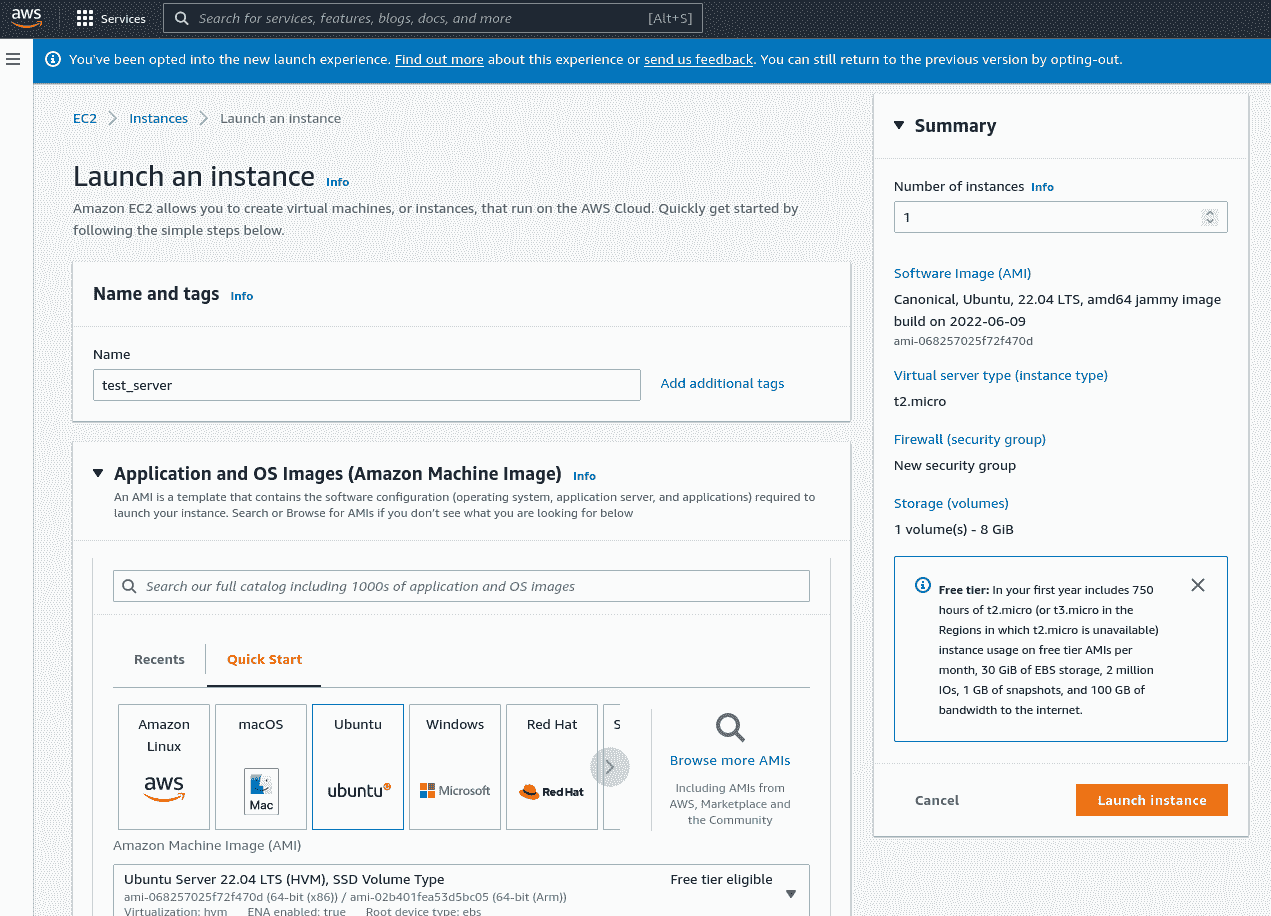 aws Services Search for services, features, blogs, docs, and more [Alt+S]
You've been opted into the new launch experience. Find out more about this experience or send us feedback. You can still return to the previous version by opting-out.
EC2 Instances Launch an instance
Launch an instance Info
Amazon EC2 allows you to create virtual machines, or instances, that run on the AWS Cloud. Quickly get started by
following the simple steps below.
Name and tags Info
Name
test_server Add additional tags
Application and OS Images (Amazon Machine Image) Info
An AMI is a template that contains the software configuration (operating system, application server, and applications) required to
launch your instance. Search or Browse for AMIs if you don't see what you are looking for below
Search our full catalog including 1000s of application and OS images
Recents Quick Start
Amazon
Linux
aws
macOS
Mac
Ubuntu
ubuntu
Windows
Microsoft
Red Hat
Red Hat
S
Browse more AMIs
Including AMIs from
AWS, Marketplace and
the Community
Amazon Machine Image (AMI)
Ubuntu Server 22.04 LTS (HVM), SSD Volume Type Free tier eligible
ami-068257025f72f470d (64-bit (x86)) / ami-02b401fea53d5bc05 (64-bit (Arm))
Virtualization: hvm ENA enabled: true Root device type: ebs
Summary
Number of instances Info
1
Software Image (AMI)
Canonical, Ubuntu, 22.04 LTS, amd64 jammy image
build on 2022-06-09
ami-068257025f72f470d
Virtual server type (instance type)
t2.micro
Firewall (security group)
New security group
Storage (volumes)
1 volume(s) - 8 GiB
Free tier: In your first year includes 750
hours of t2.micro (or t3.micro in the
Regions in which t2.micro is unavailable)
instance usage on free tier AMIs per
month, 30 GiB of EBS storage, 2 million
IOs, 1 GB of snapshots, and 100 GB of
bandwidth to the internet.
Cancel Launch instance